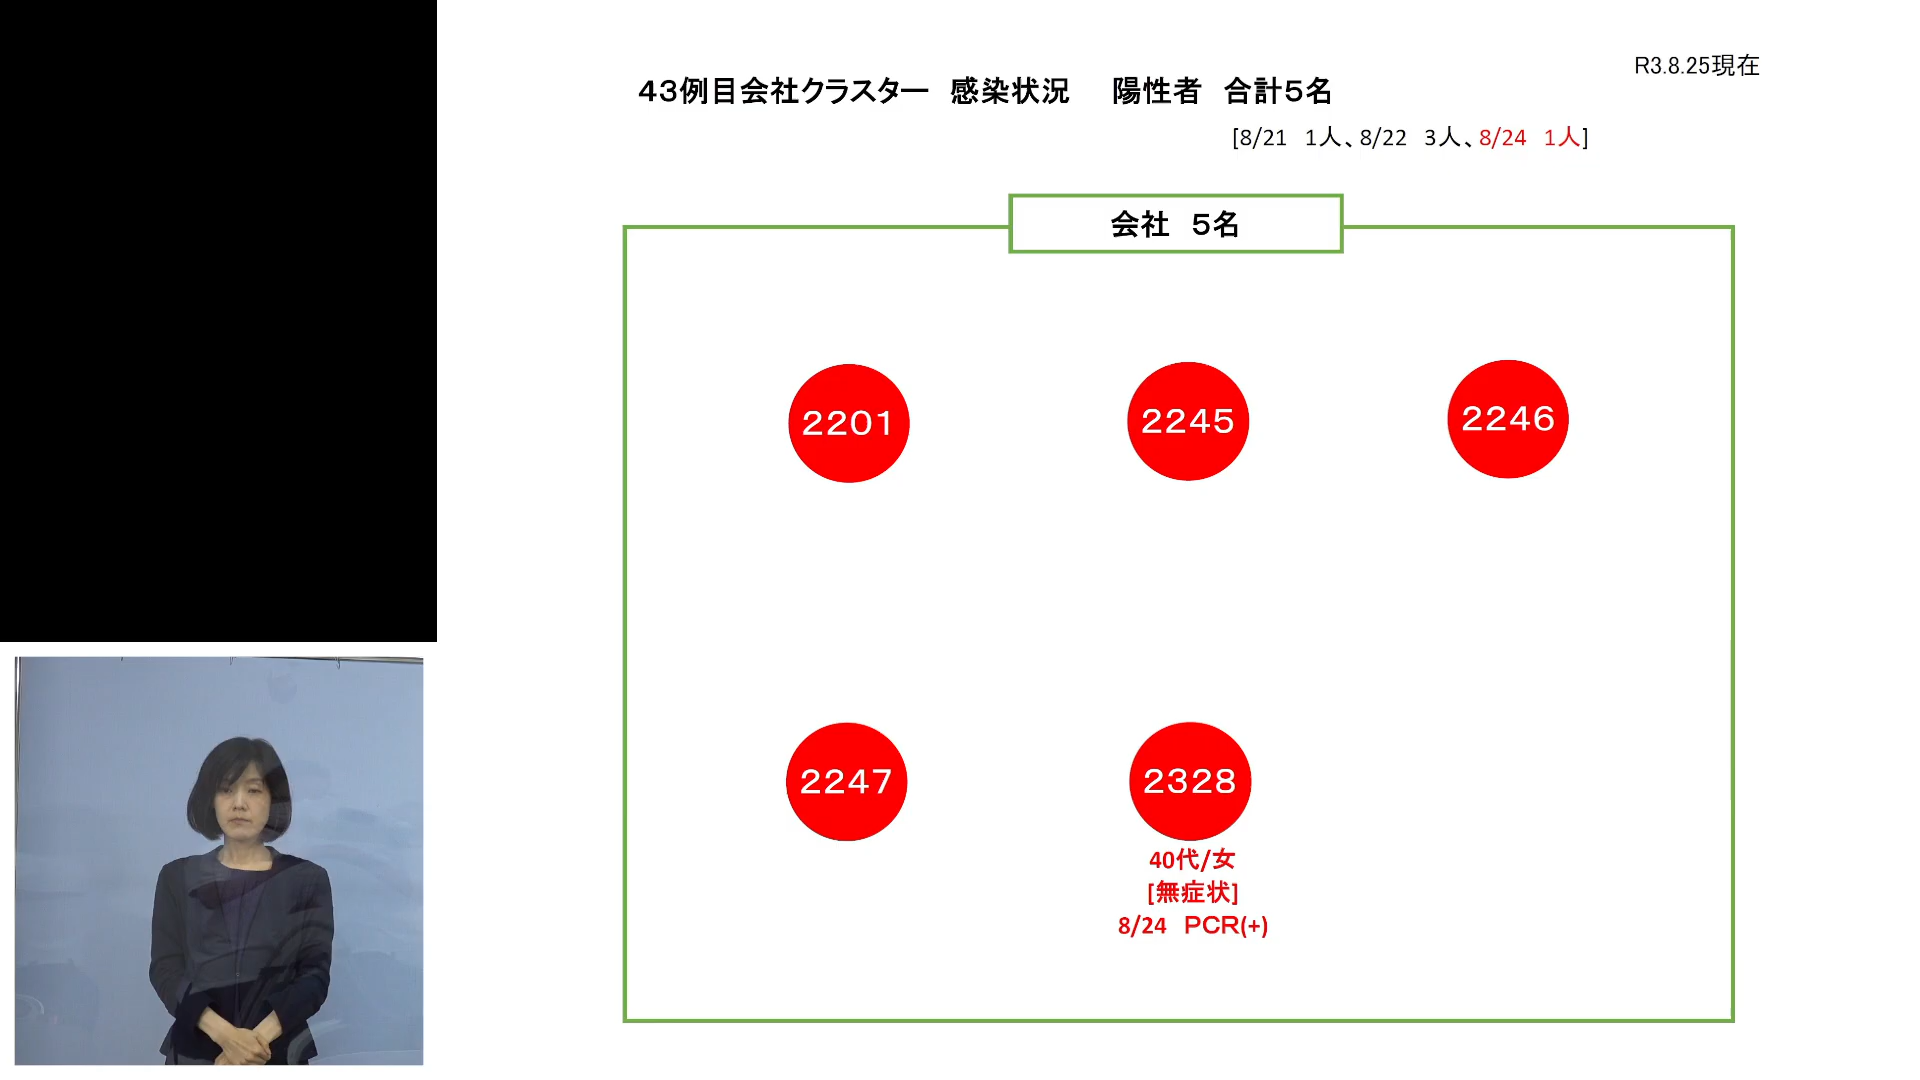 R3.8.25現在
４３例目会社クラスター　感染状況　陽性者　合計５名
[8/21　1人、8/22　3人、8/24　1人]
会社　５名
２２０１
２２４５
２２４６
２２４７
２３２８
40代/女
[無症状]
8/24　ＰＣＲ(+)